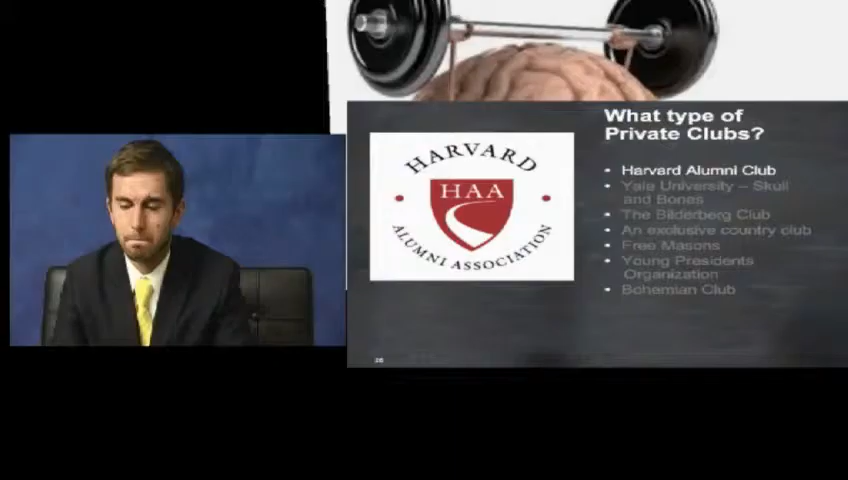 What type of
Private Clubs?
HARVARD
HAA
ALUMNI ASSOCIATION
• Harvard Alumni Club
• Yale University – Skull
and Bones
• The Bilderberg Club
• An exclusive country club
• Free Masons
• Young Presidents
Organization
• Bohemian Club
28